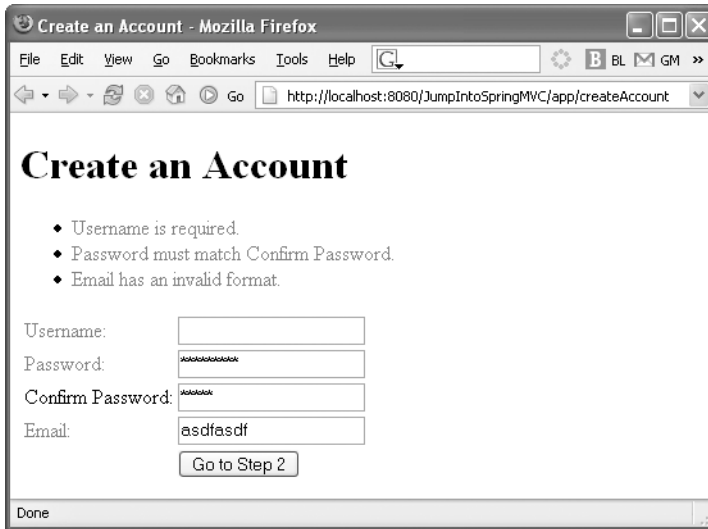 Create an Account - Mozilla Firefox
File Edit View Go Bookmarks Tools Help G B BL GM »
Go http://localhost:8080/JumpIntoSpringMVC/app/createAccount
Create an Account
Username is required.
Password must match Confirm Password.
Email has an invalid format.
Username:
Password: **********
Confirm Password: *****
Email: asdfasdf
Go to Step 2
Done